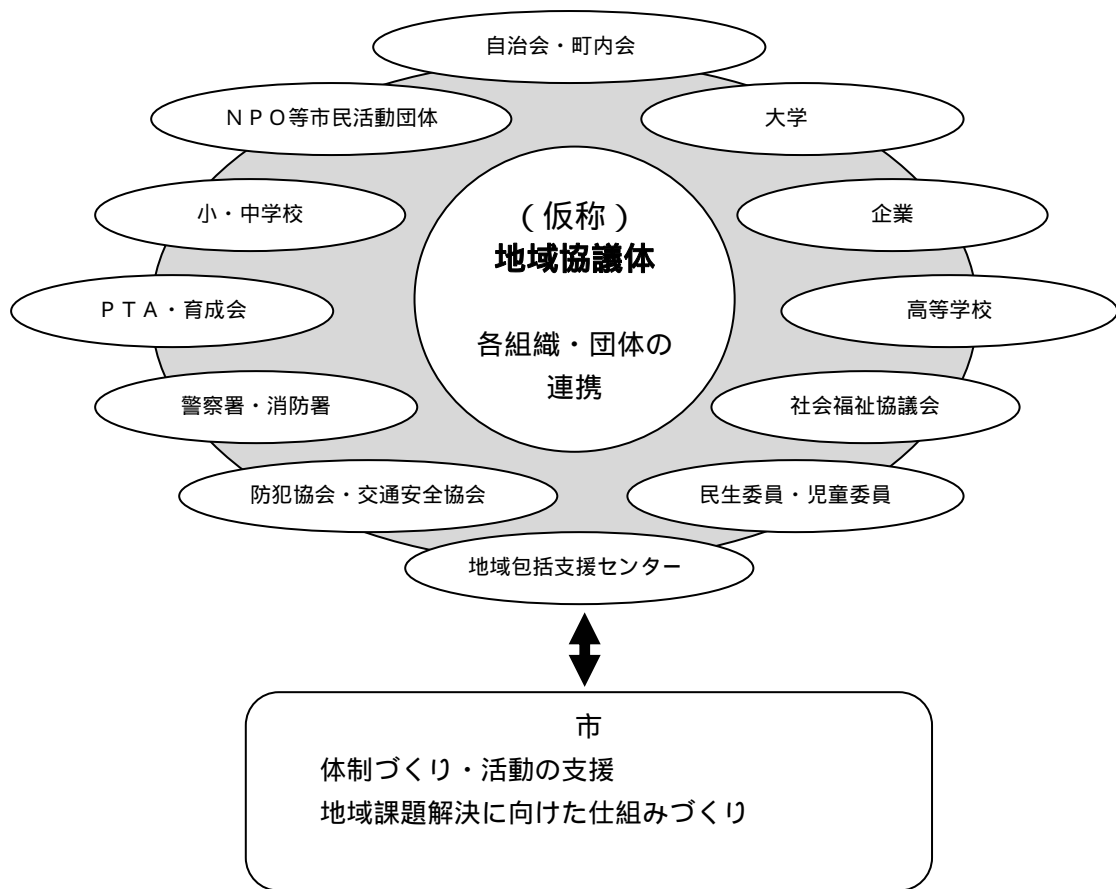 自治会・町内会
ＮＰＯ等市民活動団体
大学
小・中学校
企業
（仮称）
地域協議体
各組織・団体の
連携
ＰＴＡ・育成会
高等学校
警察署・消防署
社会福祉協議会
防犯協会・交通安全協会
民生委員・児童委員
地域包括支援センター
市
体制づくり・活動の支援
地域課題解決に向けた仕組みづくり